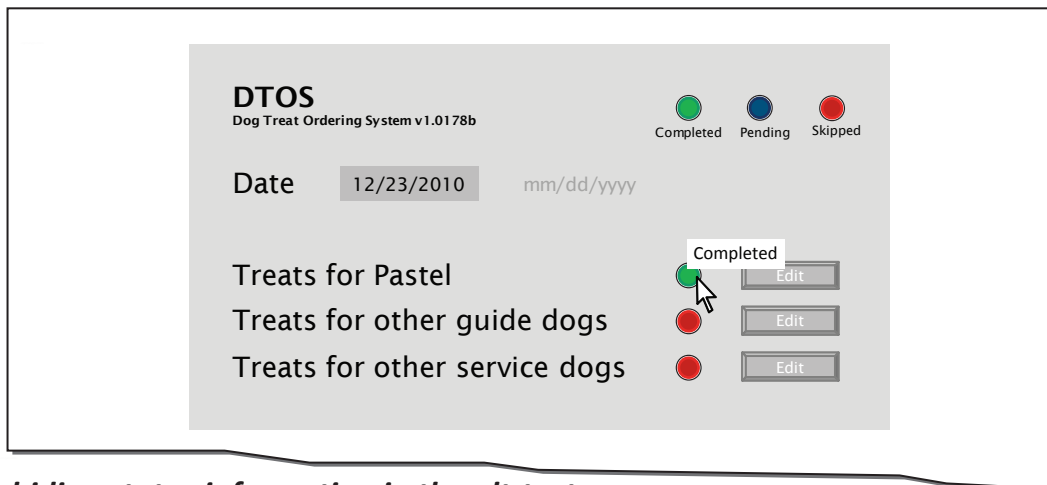 DTOS
Dog Treat Ordering System v1.0178b
Completed
Pending
Skipped
Date
12/23/2010
mm/dd/yyyy
Completed
Treats for Pastel
Edit
Treats for other guide dogs
Edit
Treats for other service dogs
Edit